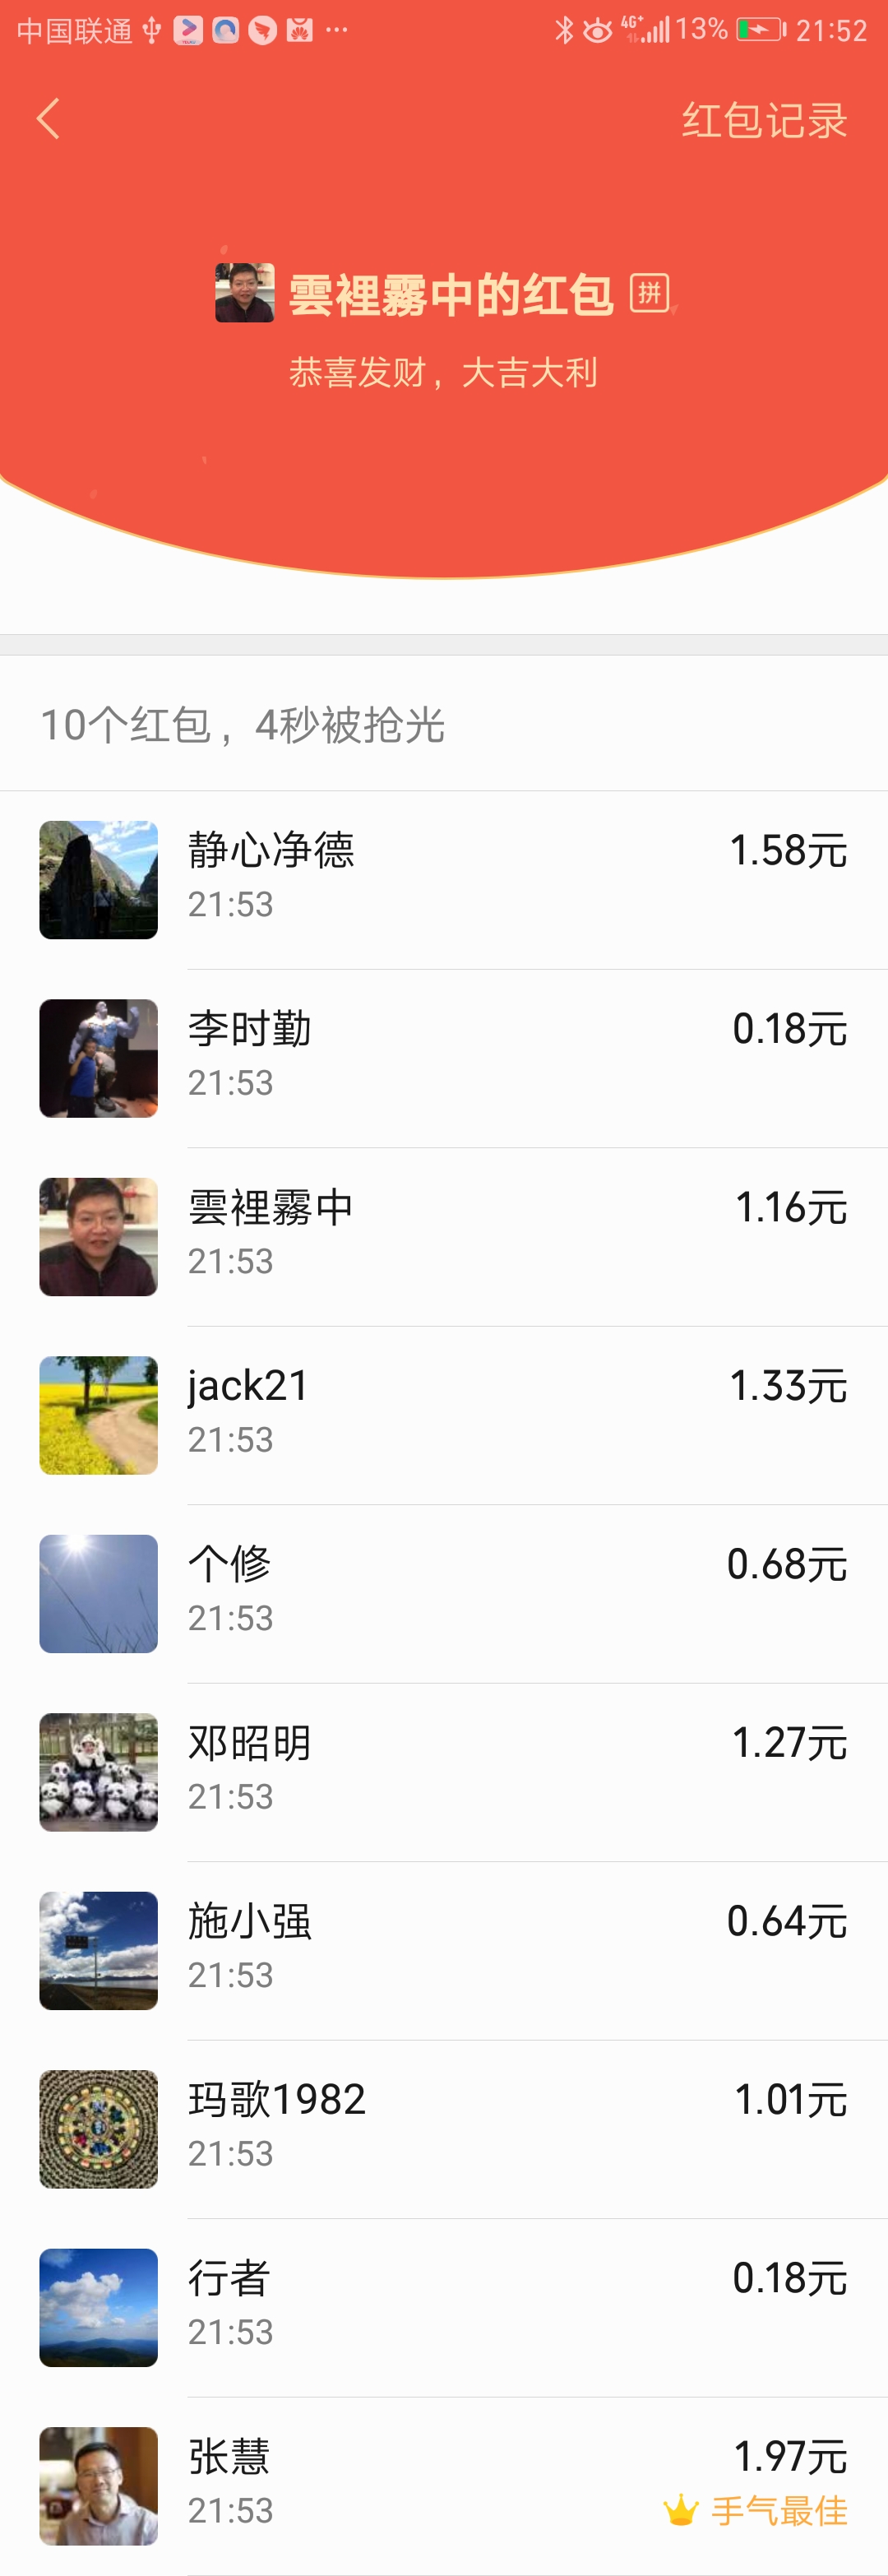 中国联通 4G+ 13% 21:52
红包记录
雲裡霧中的红包 拼
恭喜发财，大吉大利
10个红包，4秒被抢光
静心净德 1.58元
21:53
李时勤 0.18元
21:53
雲裡霧中 1.16元
21:53
jack21 1.33元
21:53
个修 0.68元
21:53
邓昭明 1.27元
21:53
施小强 0.64元
21:53
玛歌1982 1.01元
21:53
行者 0.18元
21:53
张慧 1.97元
21:53 手气最佳